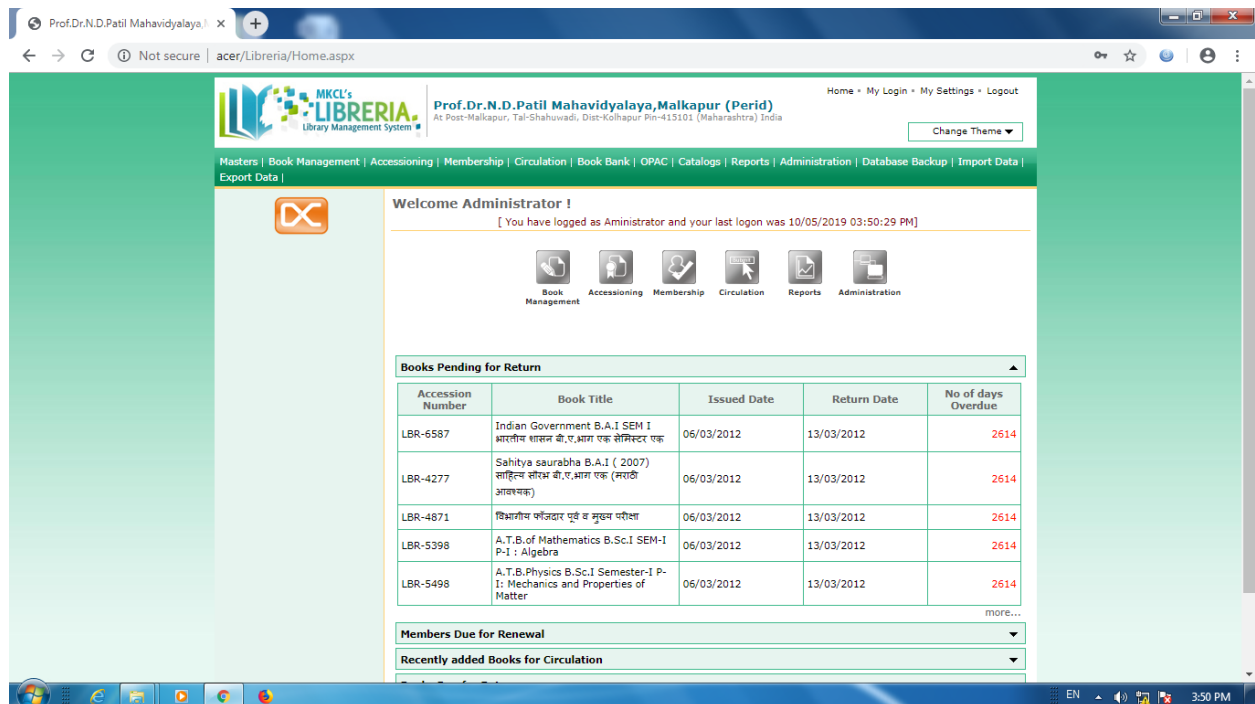 Prof.Dr.N.D.Patil Mahavidyalaya,
Not secure | acer/Libreria/Home.aspx
MKCL's
LIBRERIA.
Library Management System
Prof.Dr.N.D.Patil Mahavidyalaya,Malkapur (Perid)
At Post-Malkapur, Tal-Shahuwadi, Dist-Kolhapur Pin-415101 (Maharashtra) India
Home • My Login • My Settings • Logout
Change Theme
Masters | Book Management | Accessioning | Membership | Circulation | Book Bank | OPAC | Catalogs | Reports | Administration | Database Backup | Import Data |
Export Data |
Welcome Administrator !
[ You have logged as Aministrator and your last logon was 10/05/2019 03:50:29 PM]
Book
Management
Accessioning
Membership
Circulation
Reports
Administration
Books Pending for Return
Accession
Number
Book Title
Issued Date
Return Date
No of days
Overdue
LBR-6587
Indian Government B.A.I SEM I
भारतीय शासन बी.ए.भाग एक सेमिस्टर एक
06/03/2012
13/03/2012
2614
LBR-4277
Sahitya saurabha B.A.I ( 2007)
साहित्य सौरभ बी.ए.भाग एक (मराठी
आवश्यक)
06/03/2012
13/03/2012
2614
LBR-4871
विभागीय फौंजदार पूर्व व मुख्य परीक्षा
06/03/2012
13/03/2012
2614
LBR-5398
A.T.B.of Mathematics B.Sc.I SEM-I
P-I : Algebra
06/03/2012
13/03/2012
2614
LBR-5498
A.T.B.Physics B.Sc.I Semester-I P-
I: Mechanics and Properties of
Matter
06/03/2012
13/03/2012
2614
more...
Members Due for Renewal
Recently added Books for Circulation
EN
3:50 PM